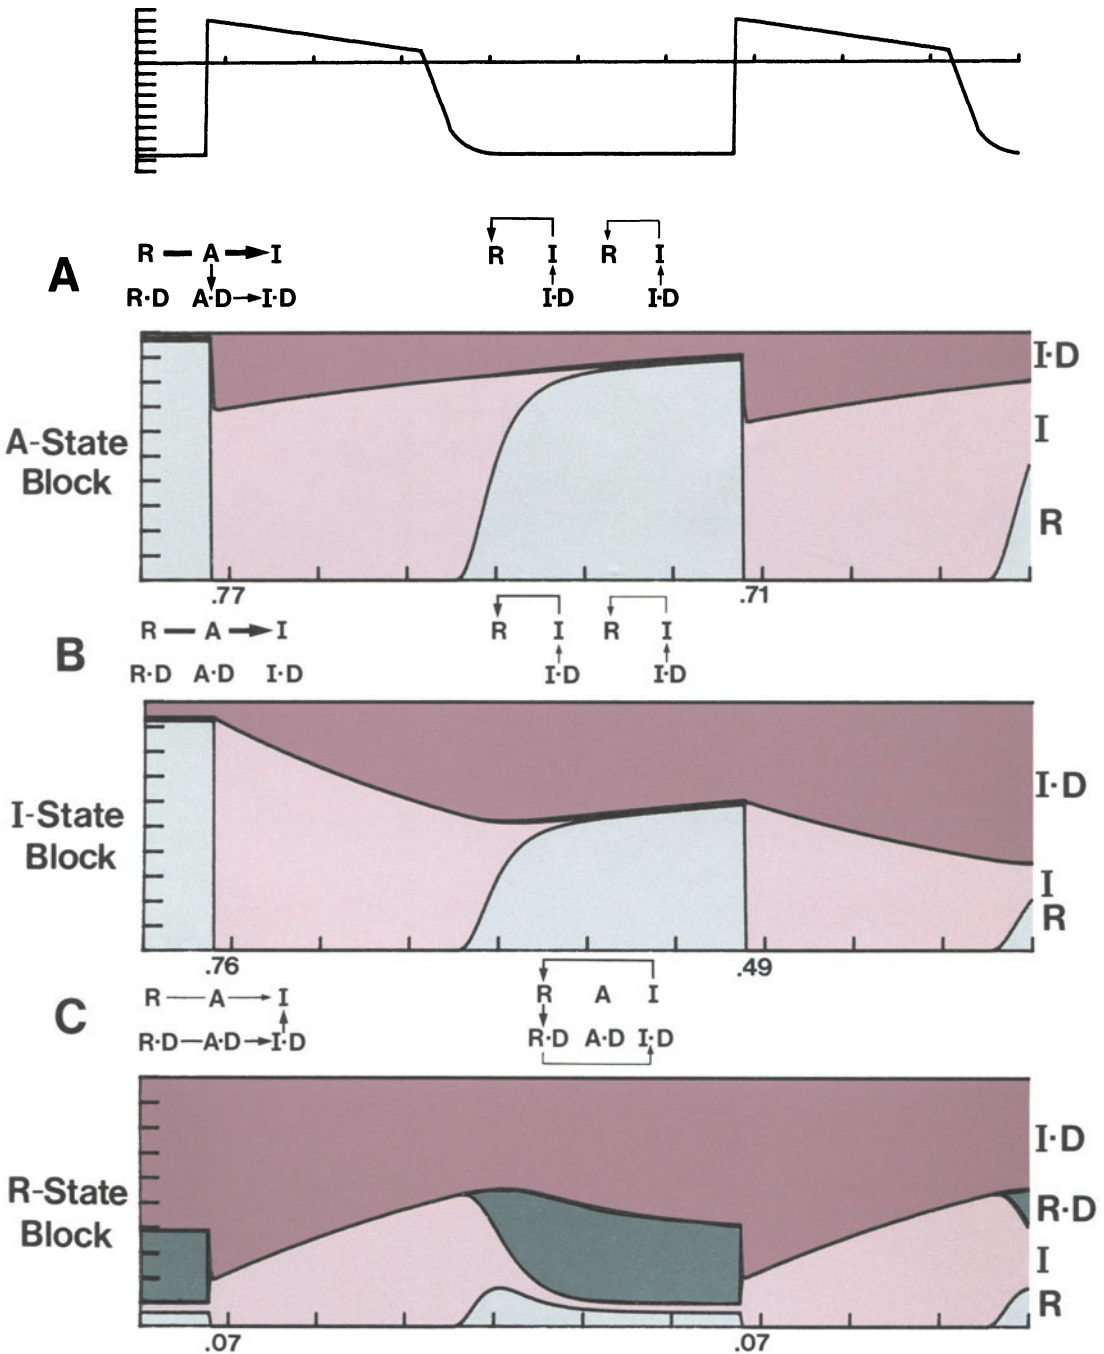 R A I R I R I
A
R·D A·D I·D I·D I·D
I·D
A-State
Block
I
R
.77 .71
R A I R I R I
B
R·D A·D I·D I·D I·D
I-State
Block
I·D
I
R
.76 .49
R A I R A I
C
R·D A·D I·D R·D A·D I·D
R-State
Block
I·D
R·D
I
R
.07 .07